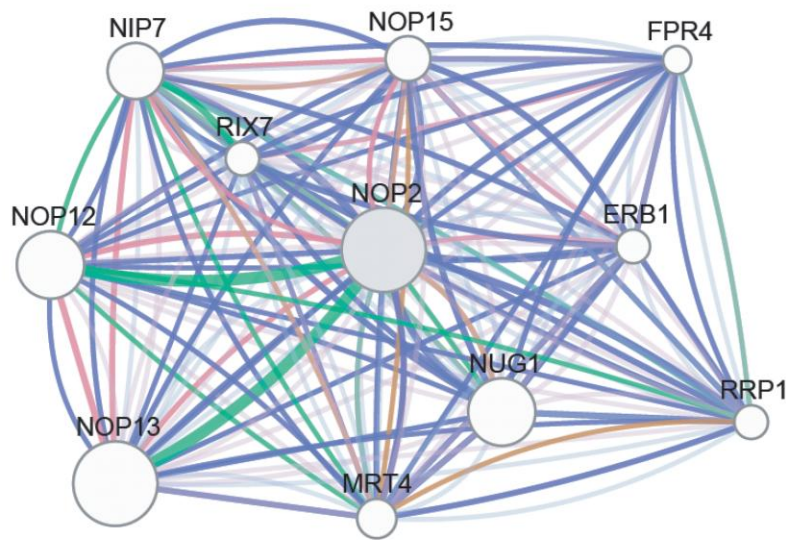 NIP7
NOP15
FPR4
RIX7
NOP2
NOP12
ERB1
NUG1
RRP1
NOP13
MRT4